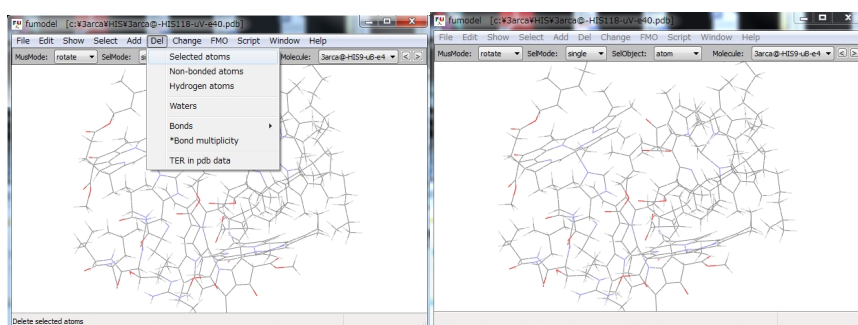 fumodel [c:¥3arca¥HIS¥3arca@-HIS118-uV-e40.pdb]
File Edit Show Select Add Del Change FMO Script Window Help
MusMode: rotate SelMode: Molecule: 3arca@-HIS9-uB-e4 < >
Selected atoms
Non-bonded atoms
Hydrogen atoms
Waters
Bonds
*Bond multiplicity
TER in pdb data
Delete selected atoms
fumodel [c:¥3arca¥HIS¥3arca@-HIS118-uV-e40.pdb]
File Edit Show Select Add Del Change FMO Script Window Help
MusMode: rotate SelMode: single SelObject: atom Molecule: 3arca@-HIS9-uB-e4 < >